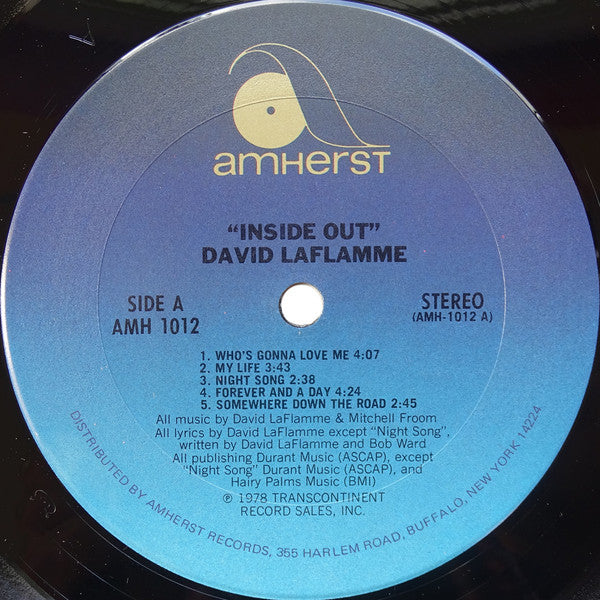 amHersT
"INSIDE OUT"
DAVID LAFLAMME
SIDE A
AMH 1012
STEREO
(AMH-1012 A)
1. WHO'S GONNA LOVE ME 4:07
2. MY LIFE 3:43
3. NIGHT SONG 2:38
4. FOREVER AND A DAY 4:24
5. SOMEWHERE DOWN THE ROAD 2:45
All music by David LaFlamme & Mitchell Froom
All lyrics by David LaFlamme except "Night Song",
written by David LaFlamme and Bob Ward
All publishing Durant Music (ASCAP), except
"Night Song" Durant Music (ASCAP), and
Hairy Palms Music (BMI)
℗ 1978 TRANSCONTINENT
RECORD SALES, INC.
DISTRIBUTED BY AMHERST RECORDS, 355 HARLEM ROAD, BUFFALO, NEW YORK 14224